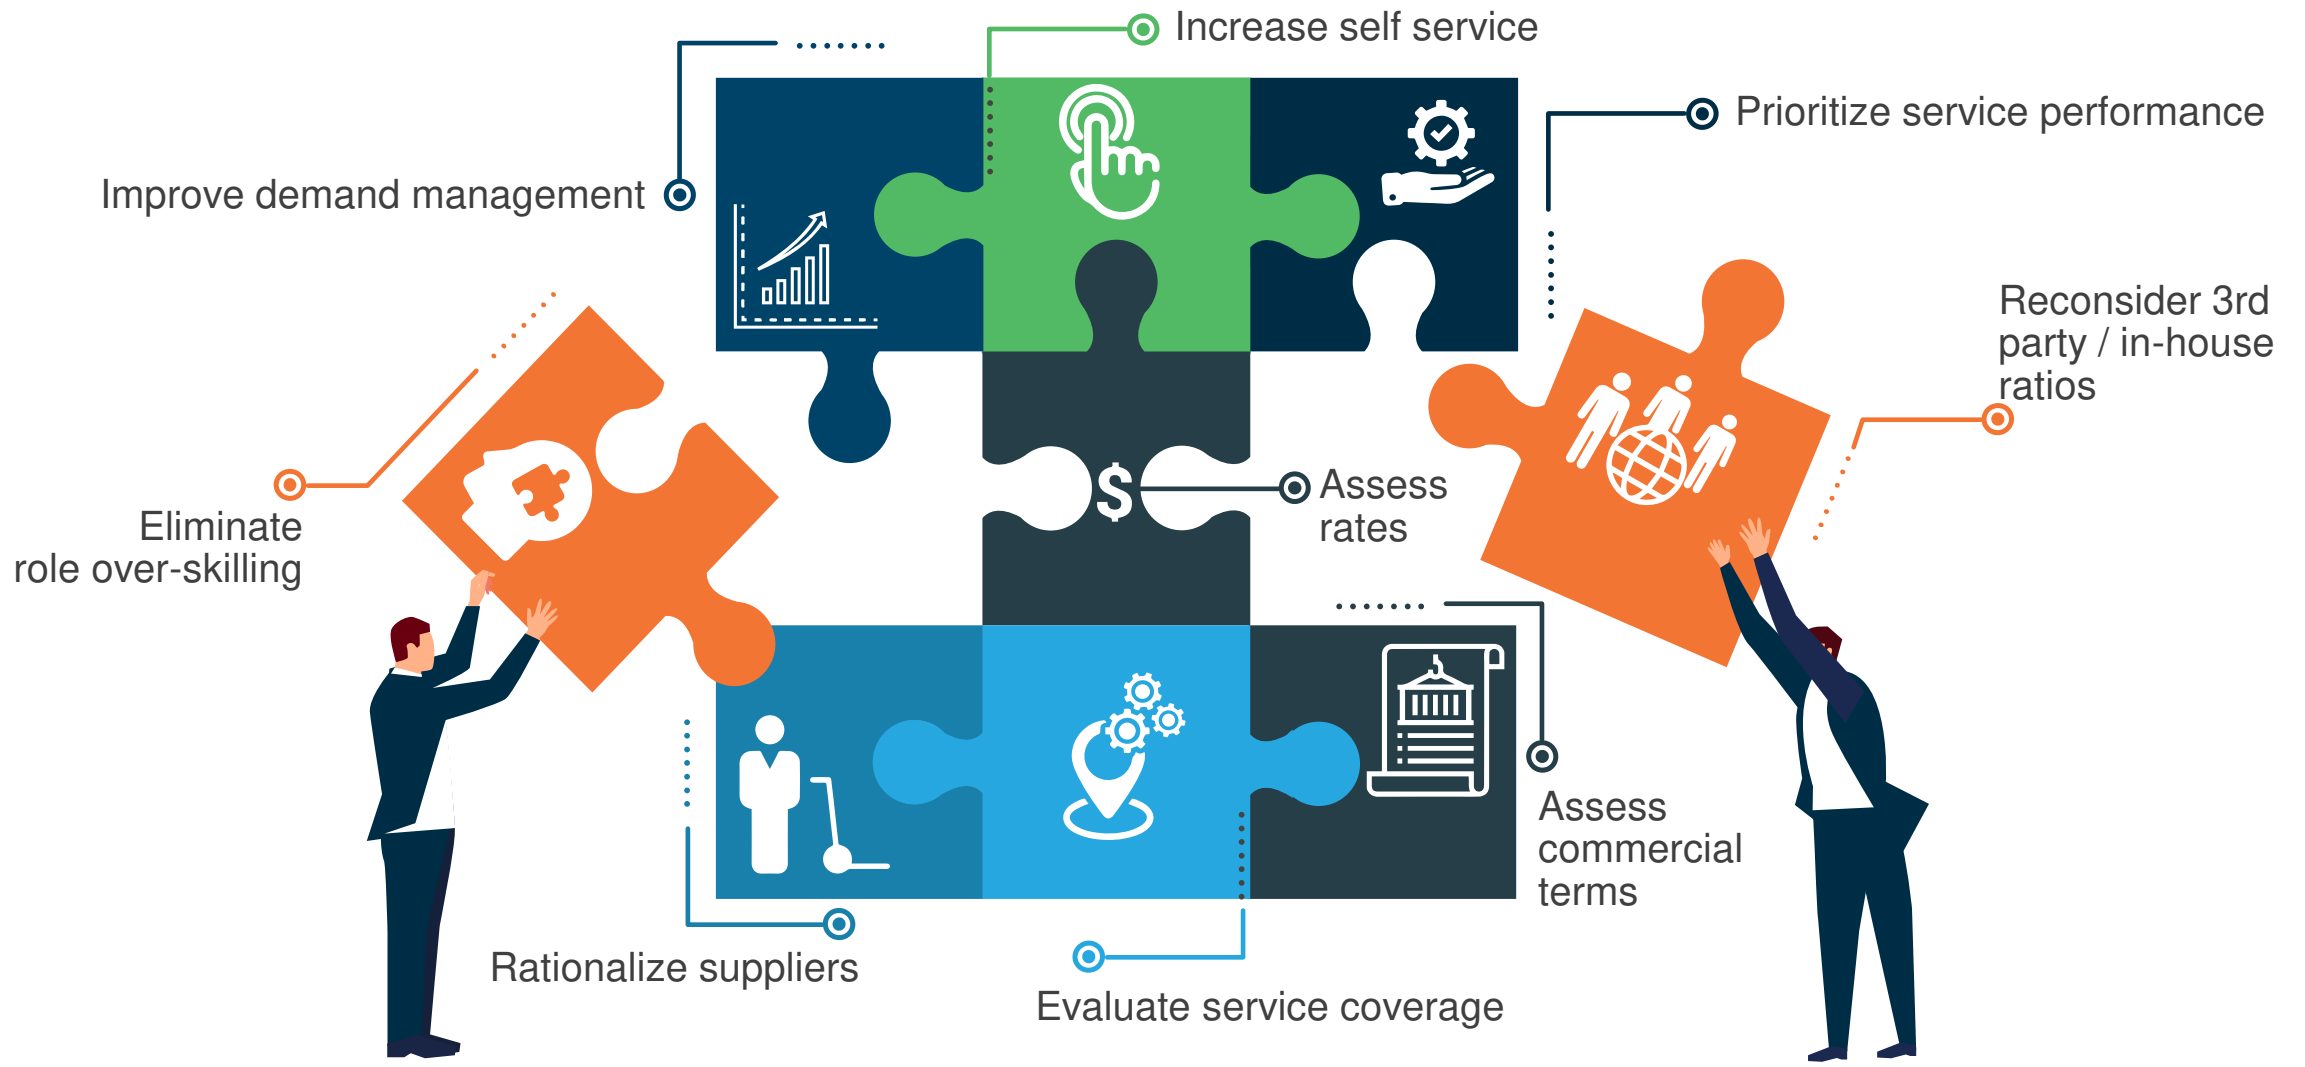 Increase self service
Prioritize service performance
Improve demand management
Reconsider 3rd
party / in-house
ratios
$
Assess
rates
Eliminate
role over-skilling
Assess
commercial
terms
Rationalize suppliers
Evaluate service coverage